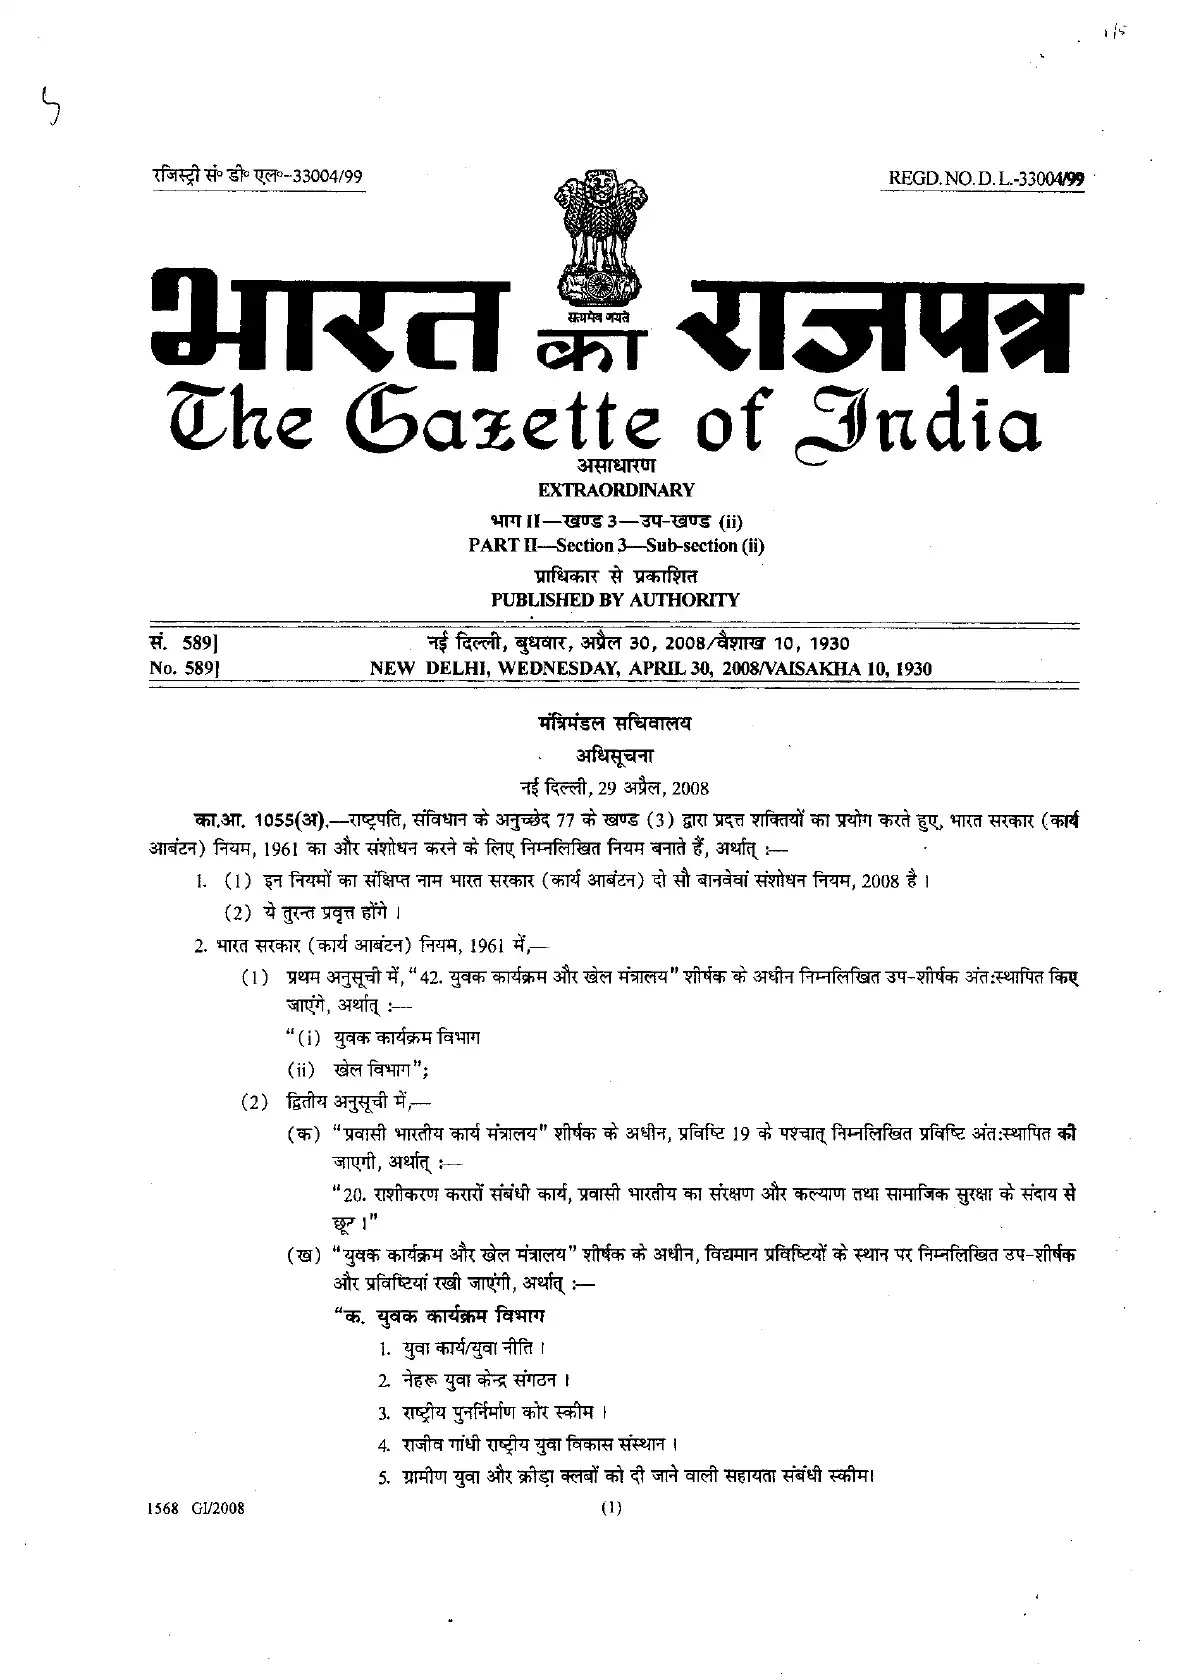 1/5
रजिस्ट्री सं० डी० एल०-33004/99
REGD. NO. D. L.-33004/99
सत्यमेव जयते
भारत का राजपत्र
The Gazette of India
असाधारण
EXTRAORDINARY
भाग II—खण्ड 3—उप-खण्ड (ii)
PART II—Section 3—Sub-section (ii)
प्राधिकार से प्रकाशित
PUBLISHED BY AUTHORITY
सं. 589] नई दिल्ली, बुधवार, अप्रैल 30, 2008/वैशाख 10, 1930
No. 589] NEW DELHI, WEDNESDAY, APRIL 30, 2008/VAISAKHA 10, 1930
मंत्रिमंडल सचिवालय
अधिसूचना
नई दिल्ली, 29 अप्रैल, 2008
का.आ. 1055(अ).—राष्ट्रपति, संविधान के अनुच्छेद 77 के खण्ड (3) द्वारा प्रदत्त शक्तियों का प्रयोग करते हुए, भारत सरकार (कार्य
आबंटन) नियम, 1961 का और संशोधन करने के लिए निम्नलिखित नियम बनाते हैं, अर्थात् :—
1. (1) इन नियमों का संक्षिप्त नाम भारत सरकार (कार्य आबंटन) दो सौ बानवेवां संशोधन नियम, 2008 है ।
(2) ये तुरन्त प्रवृत्त होंगे ।
2. भारत सरकार (कार्य आबंटन) नियम, 1961 में,—
(1) प्रथम अनुसूची में, “42. युवक कार्यक्रम और खेल मंत्रालय” शीर्षक के अधीन निम्नलिखित उप-शीर्षक अंत:स्थापित किए
जाएंगे, अर्थात् :—
“(i) युवक कार्यक्रम विभाग
(ii) खेल विभाग”;
(2) द्वितीय अनुसूची में,—
(क) “प्रवासी भारतीय कार्य मंत्रालय” शीर्षक के अधीन, प्रविष्टि 19 के पश्चात् निम्नलिखित प्रविष्टि अंत:स्थापित की
जाएगी, अर्थात् :—
“20. राशीकरण करारों संबंधी कार्य, प्रवासी भारतीय का संरक्षण और कल्याण तथा सामाजिक सुरक्षा के संदाय से
छूट ।”
(ख) “युवक कार्यक्रम और खेल मंत्रालय” शीर्षक के अधीन, विद्यमान प्रविष्टियों के स्थान पर निम्नलिखित उप-शीर्षक
और प्रविष्टियां रखी जाएंगी, अर्थात् :—
“क. युवक कार्यक्रम विभाग
1. युवा कार्य/युवा नीति ।
2. नेहरू युवा केन्द्र संगठन ।
3. राष्ट्रीय पुनर्निर्माण कोर स्कीम ।
4. राजीव गांधी राष्ट्रीय युवा विकास संस्थान ।
5. ग्रामीण युवा और क्रीड़ा क्लबों को दी जाने वाली सहायता संबंधी स्कीम।
1568 GI/2008 (1)